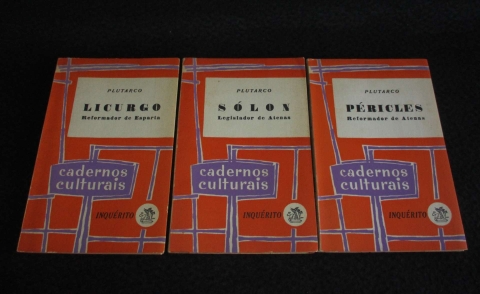 PLUTARCO
LICURGO
Reformador de Esparta
cadernos
culturais
INQUÉRITO
PLUTARCO
SÓLON
Legislador de Atenas
cadernos
culturais
INQUÉRITO
PLUTARCO
PÉRICLES
Reformador de Atenas
cadernos
culturais
INQUÉRITO